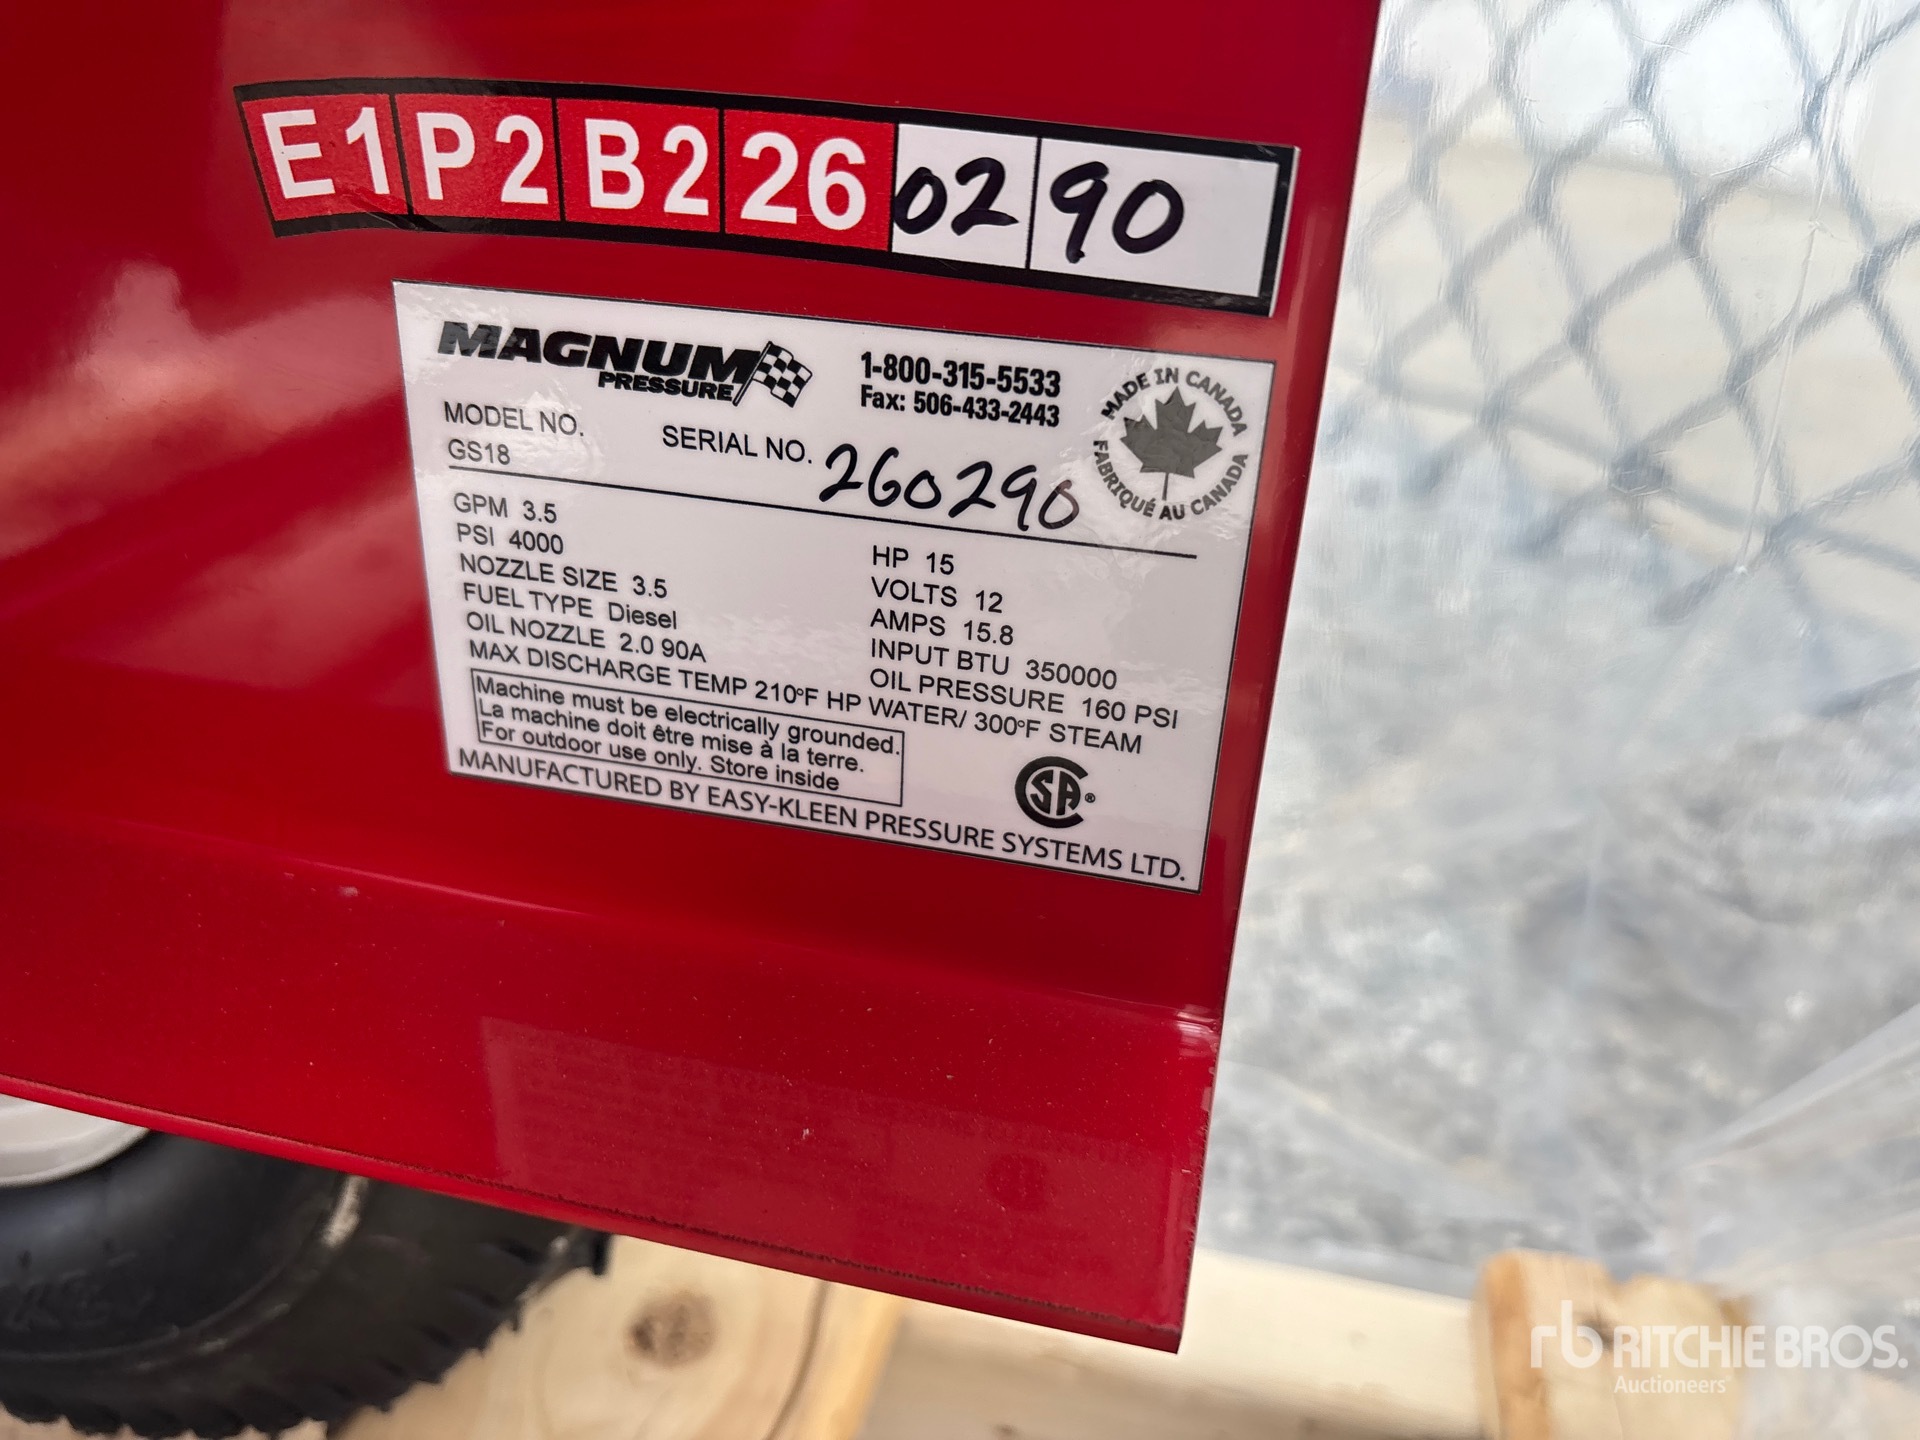 E1P2B2260290
MAGNUM
PRESSURE
1-800-315-5533
Fax: 506-433-2443
MADE IN CANADA
FABRIQUÉ AU CANADA
MODEL NO.
GS18
SERIAL NO. 260290
GPM 3.5
PSI 4000
NOZZLE SIZE 3.5
FUEL TYPE Diesel
OIL NOZZLE 2.0 90A
HP 15
VOLTS 12
AMPS 15.8
INPUT BTU 350000
OIL PRESSURE 160 PSI
MAX DISCHARGE TEMP 210°F HP WATER/ 300°F STEAM
Machine must be electrically grounded.
La machine doit être mise à la terre.
For outdoor use only. Store inside
CSA®
MANUFACTURED BY EASY-KLEEN PRESSURE SYSTEMS LTD.
rb RITCHIE BROS.
Auctioneers